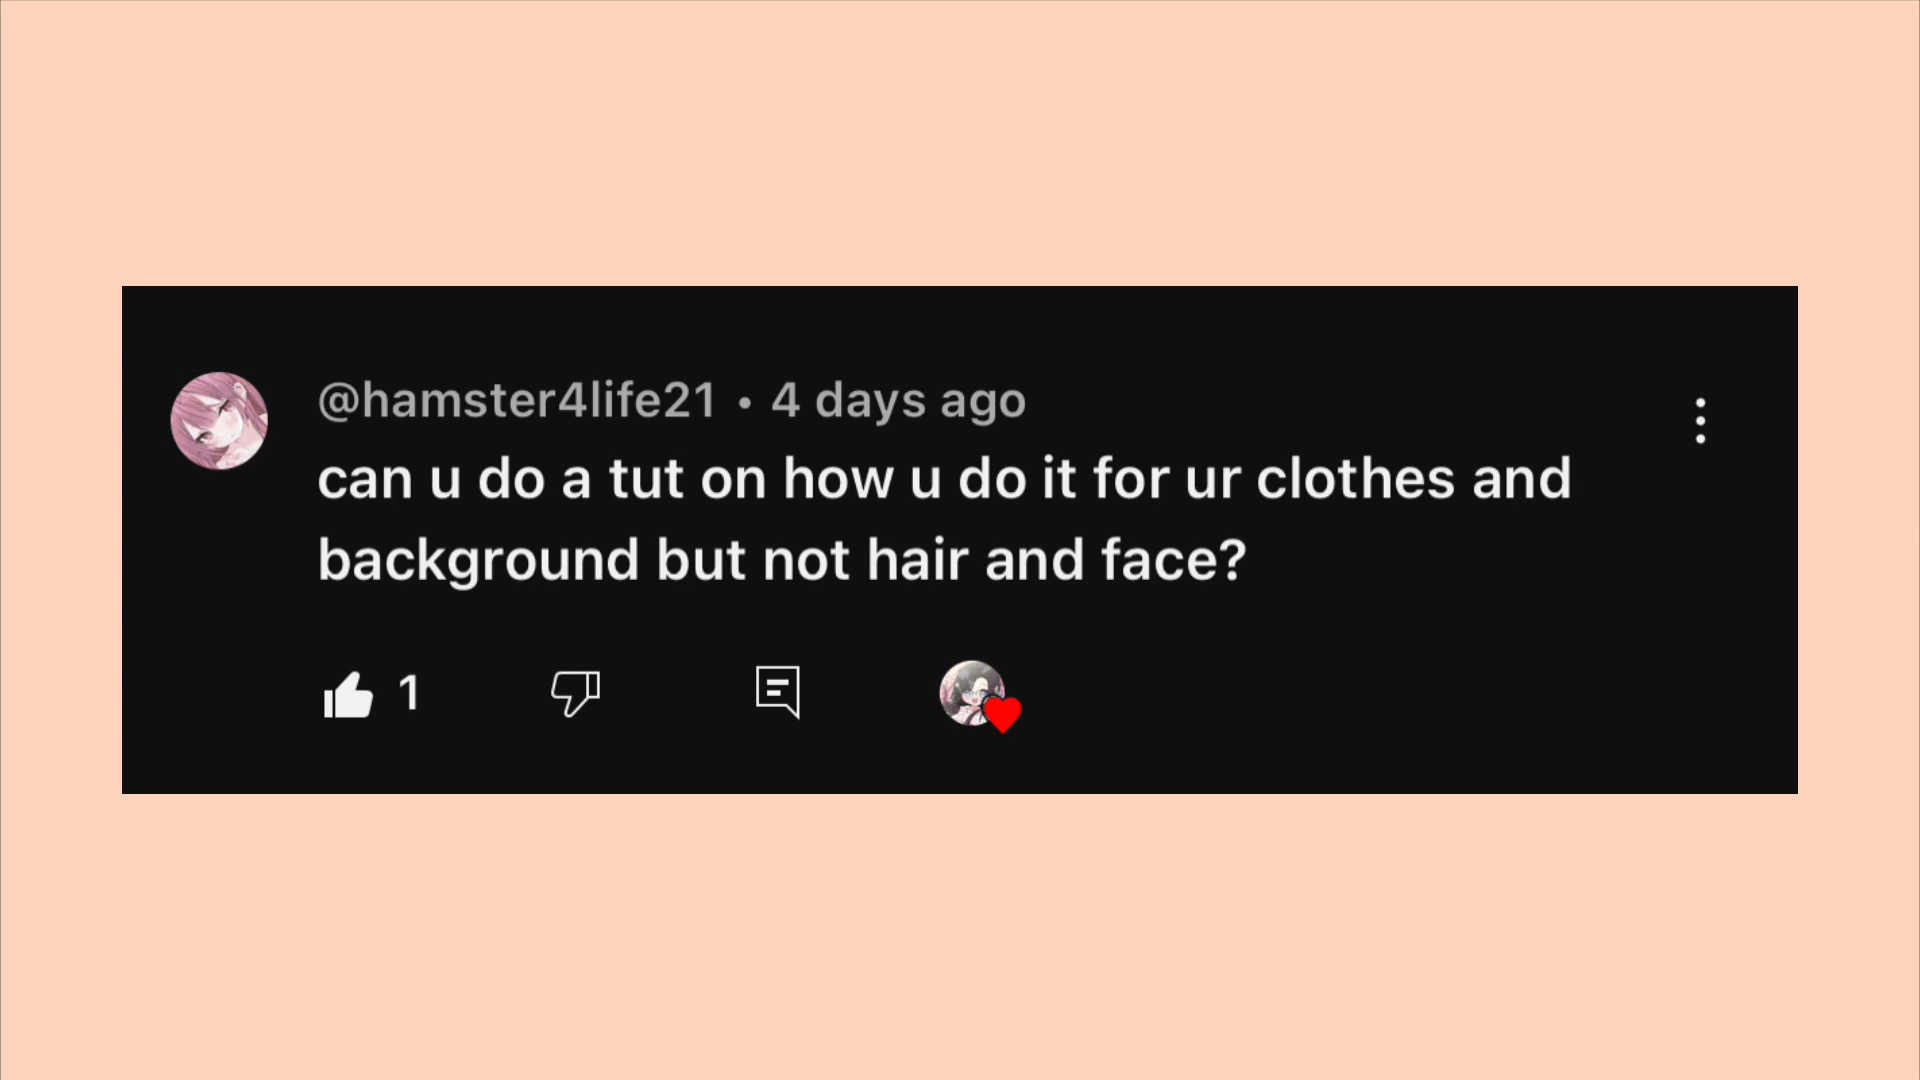 @hamster4life21 • 4 days ago
can u do a tut on how u do it for ur clothes and
background but not hair and face?
1